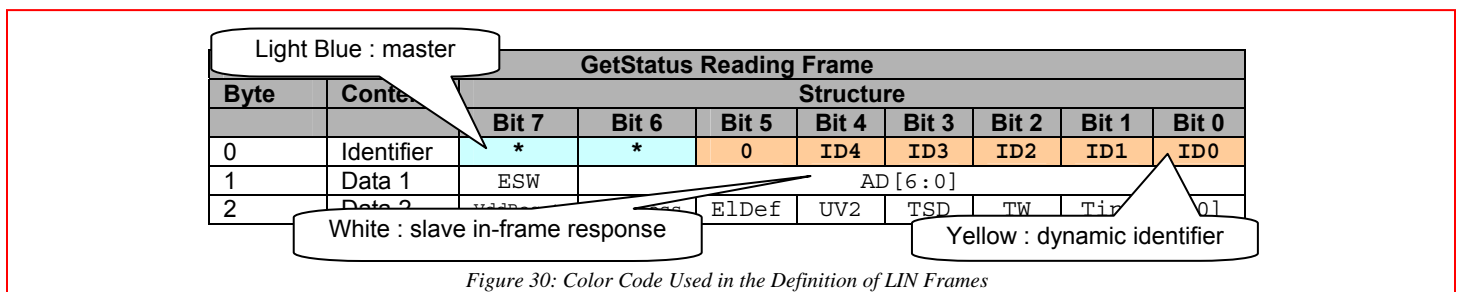 Light Blue : master
GetStatus Reading Frame
Byte Structure
Bit 7 Bit 6 Bit 5 Bit 4 Bit 3 Bit 2 Bit 1 Bit 0
0 Identifier * * 0 ID4 ID3 ID2 ID1 ID0
1 Data 1 ESW AD[6:0]
2 ElDef UV2 TSD TW
White : slave in-frame response
Yellow : dynamic identifier
Figure 30: Color Code Used in the Definition of LIN Frames